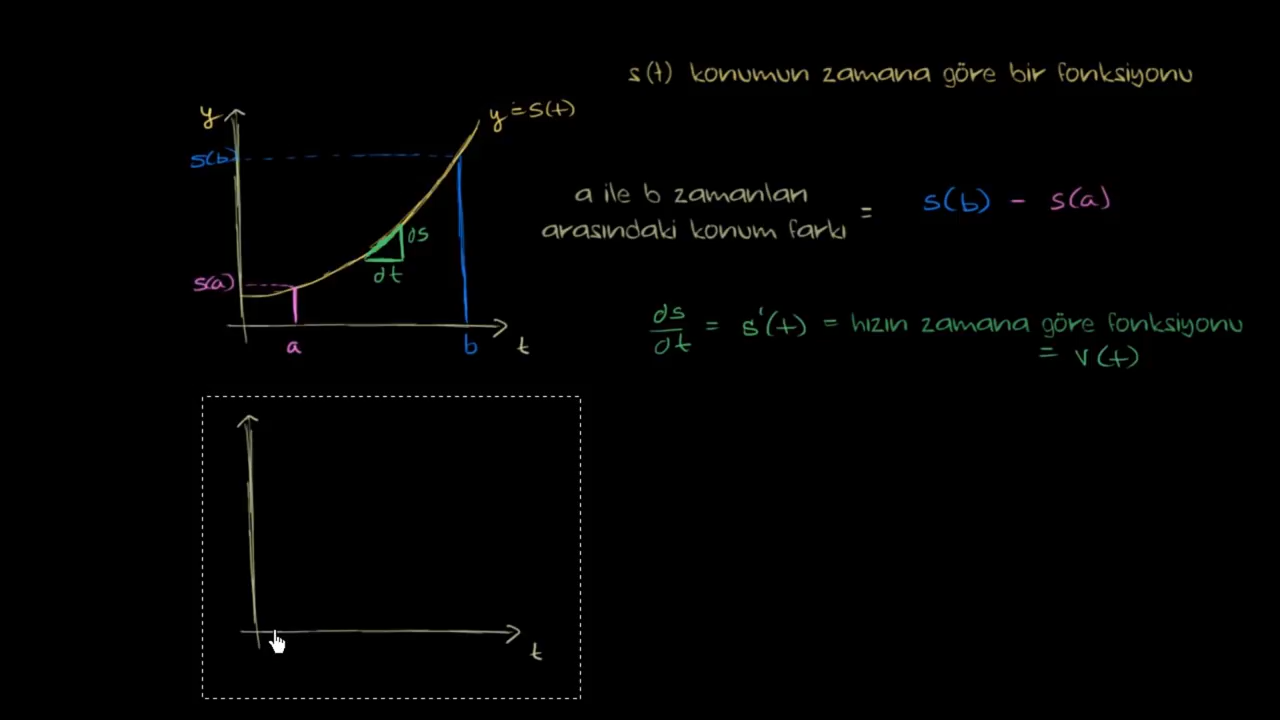 s(t) konumun zamana göre bir fonksiyonu
y
y = s(t)
s(b)
a ile b zamanları
arasındaki konum farkı = s(b) - s(a)
ds
dt
s(a)
a
b
t
ds/dt = s'(t) = hızın zamana göre fonksiyonu
= v(t)
t